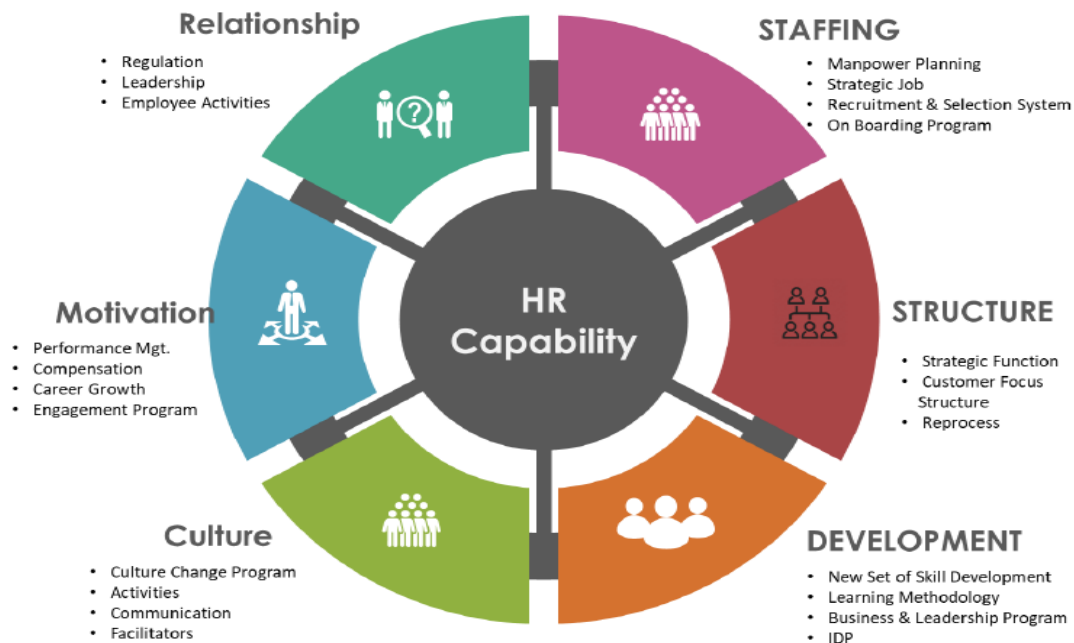 Relationship
• Regulation
• Leadership
• Employee Activities
?
STAFFING
• Manpower Planning
• Strategic Job
• Recruitment & Selection System
• On Boarding Program
Motivation
• Performance Mgt.
• Compensation
• Career Growth
• Engagement Program
HR
Capability
STRUCTURE
• Strategic Function
• Customer Focus
Structure
• Reprocess
Culture
• Culture Change Program
• Activities
• Communication
• Facilitators
DEVELOPMENT
• New Set of Skill Development
• Learning Methodology
• Business & Leadership Program
• IDP